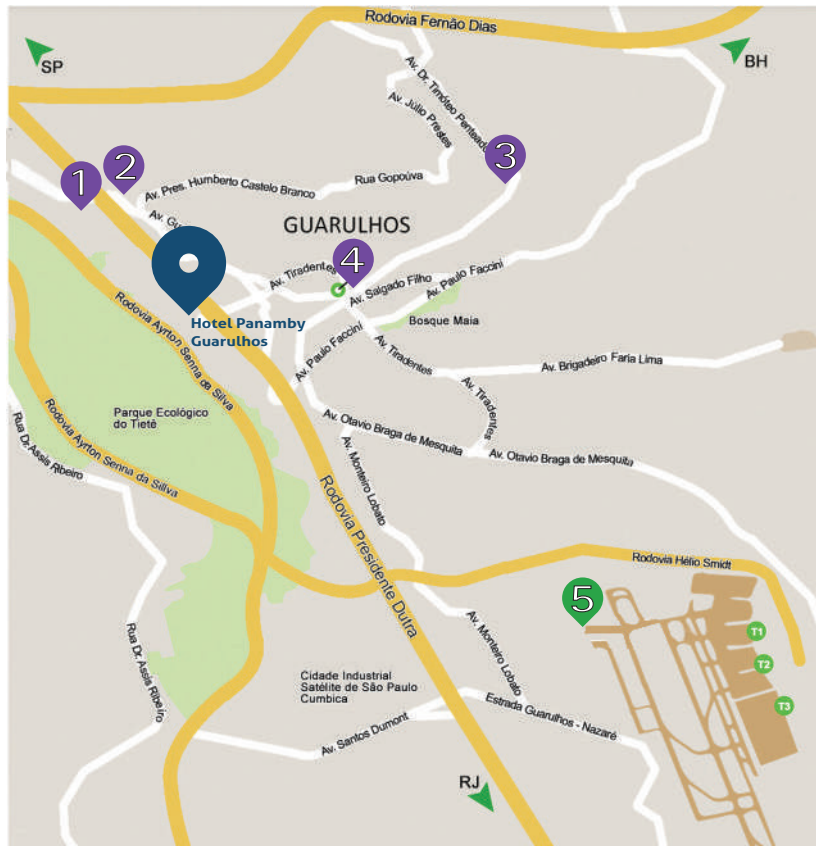 Rodovia Fernão Dias
SP
BH
Av. Dr. Timóteo Penteado
Av. Júlio Prestes
1
2
3
Av. Pres. Humberto Castelo Branco
Rua Gopoúva
Av. Gu
GUARULHOS
4
Av. Tiradentes
Av. Salgado Filho
Av. Paulo Faccini
Hotel Panamby
Guarulhos
Bosque Maia
Rodovia Ayrton Senna da Silva
Av. Paulo Faccini
Av. Tiradentes
Av. Brigadeiro Faria Lima
Av. Tiradentes
Parque Ecológico
do Tietê
Rua Dr. Assis Ribeiro
Rodovia Ayrton Senna da Sillva
Av. Otavio Braga de Mesquita
Av. Otavio Braga de Mesquita
Av. Monteiro Lobato
Rodovia Presidente Dutra
Rodovia Hélio Smidt
5
T1
T2
T3
Rua Dr. Assis Ribeiro
Av. Monteiro Lobato
Cidade Industrial
Satélite de São Paulo
Cumbica
Estrada Guarulhos - Nazaré
Av. Santos Dumont
RJ